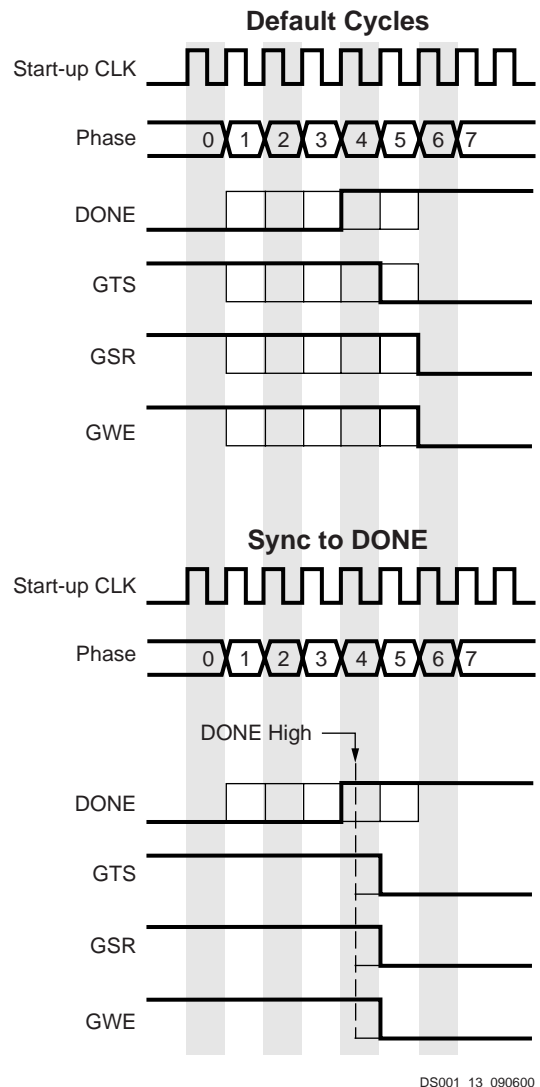 Default Cycles
Start-up CLK
Phase 0 1 2 3 4 5 6 7
DONE
GTS
GSR
GWE
Sync to DONE
Start-up CLK
Phase 0 1 2 3 4 5 6 7
DONE High
DONE
GTS
GSR
GWE
DS001_13_090600